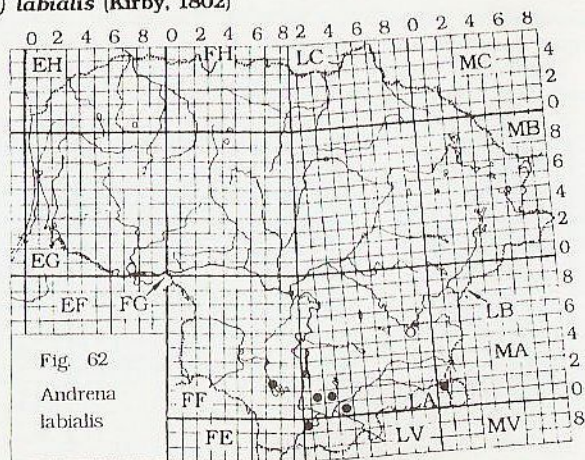 ) labialis (Kirby, 1802)
0 2 4 6 8 0 2 4 6 8 2 4 6 8 0 2 4 6 8
EH FH LC MC
4
2
0
MB
8
6
4
2
0
EG
EF FG
LB
8
6
4
MA
2
0
8
Fig. 62
Andrena
labialis
FF
LA
FE LV MV